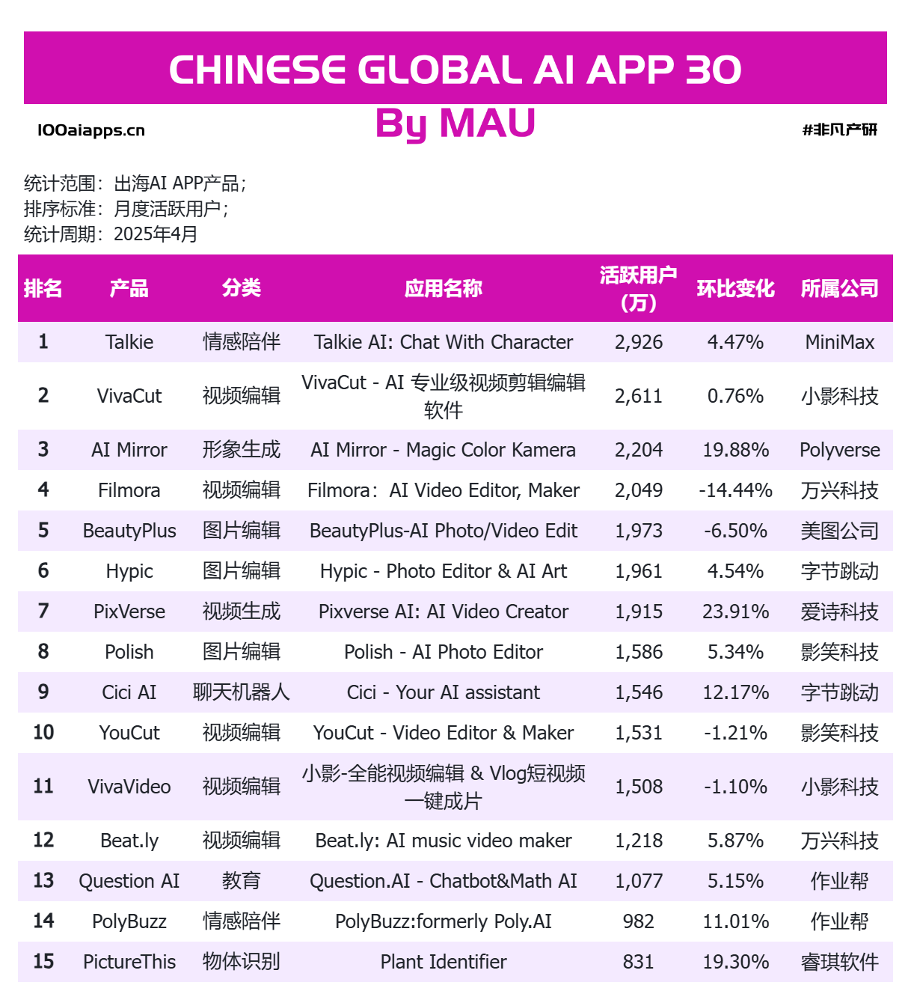 CHINESE GLOBAL AI APP 30
By MAU
100aiapps.cn
#非凡产研
统计范围：出海AI APP产品；
排序标准：月度活跃用户；
统计周期：2025年4月
排名 产品 分类 应用名称 活跃用户（万） 环比变化 所属公司
1 Talkie 情感陪伴 Talkie AI: Chat With Character 2,926 4.47% MiniMax
2 VivaCut 视频编辑 VivaCut - AI 专业级视频剪辑编辑软件 2,611 0.76% 小影科技
3 AI Mirror 形象生成 AI Mirror - Magic Color Kamera 2,204 19.88% Polyverse
4 Filmora 视频编辑 Filmora：AI Video Editor, Maker 2,049 -14.44% 万兴科技
5 BeautyPlus 图片编辑 BeautyPlus-AI Photo/Video Edit 1,973 -6.50% 美图公司
6 Hypic 图片编辑 Hypic - Photo Editor & AI Art 1,961 4.54% 字节跳动
7 PixVerse 视频生成 Pixverse AI: AI Video Creator 1,915 23.91% 爱诗科技
8 Polish 图片编辑 Polish - AI Photo Editor 1,586 5.34% 影笑科技
9 Cici AI 聊天机器人 Cici - Your AI assistant 1,546 12.17% 字节跳动
10 YouCut 视频编辑 YouCut - Video Editor & Maker 1,531 -1.21% 影笑科技
11 VivaVideo 视频编辑 小影-全能视频编辑 & Vlog短视频一键成片 1,508 -1.10% 小影科技
12 Beat.ly 视频编辑 Beat.ly: AI music video maker 1,218 5.87% 万兴科技
13 Question AI 教育 Question.AI - Chatbot&Math AI 1,077 5.15% 作业帮
14 PolyBuzz 情感陪伴 PolyBuzz:formerly Poly.AI 982 11.01% 作业帮
15 PictureThis 物体识别 Plant Identifier 831 19.30% 睿琪软件